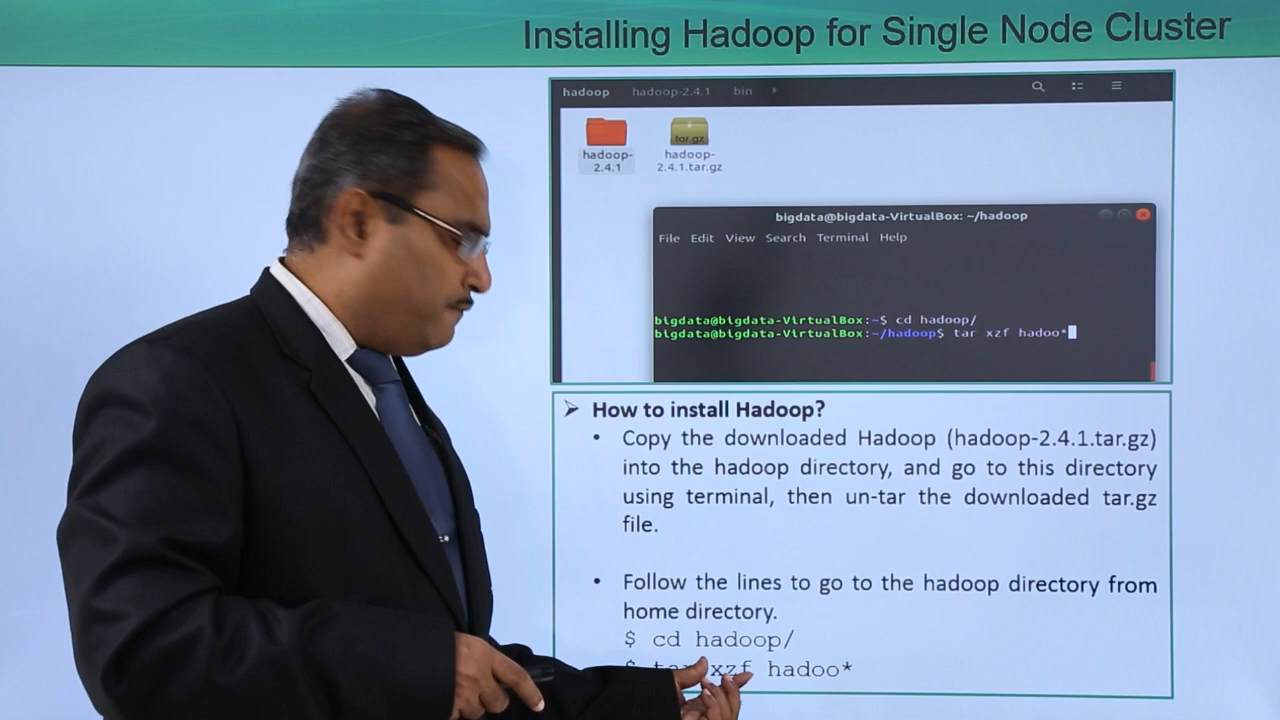 Installing Hadoop for Single Node Cluster
hadoop hadoop-2.4.1 bin
hadoop-
2.4.1
tar.gz
hadoop-
2.4.1.tar.gz
bigdata@bigdata-VirtualBox: ~/hadoop
File Edit View Search Terminal Help
bigdata@bigdata-VirtualBox:~$ cd hadoop/
bigdata@bigdata-VirtualBox:~/hadoop$ tar xzf hadoo*
➤ How to install Hadoop?
• Copy the downloaded Hadoop (hadoop-2.4.1.tar.gz)
into the hadoop directory, and go to this directory
using terminal, then un-tar the downloaded tar.gz
file.
• Follow the lines to go to the hadoop directory from
home directory.
$ cd hadoop/
$ tar xzf hadoo*